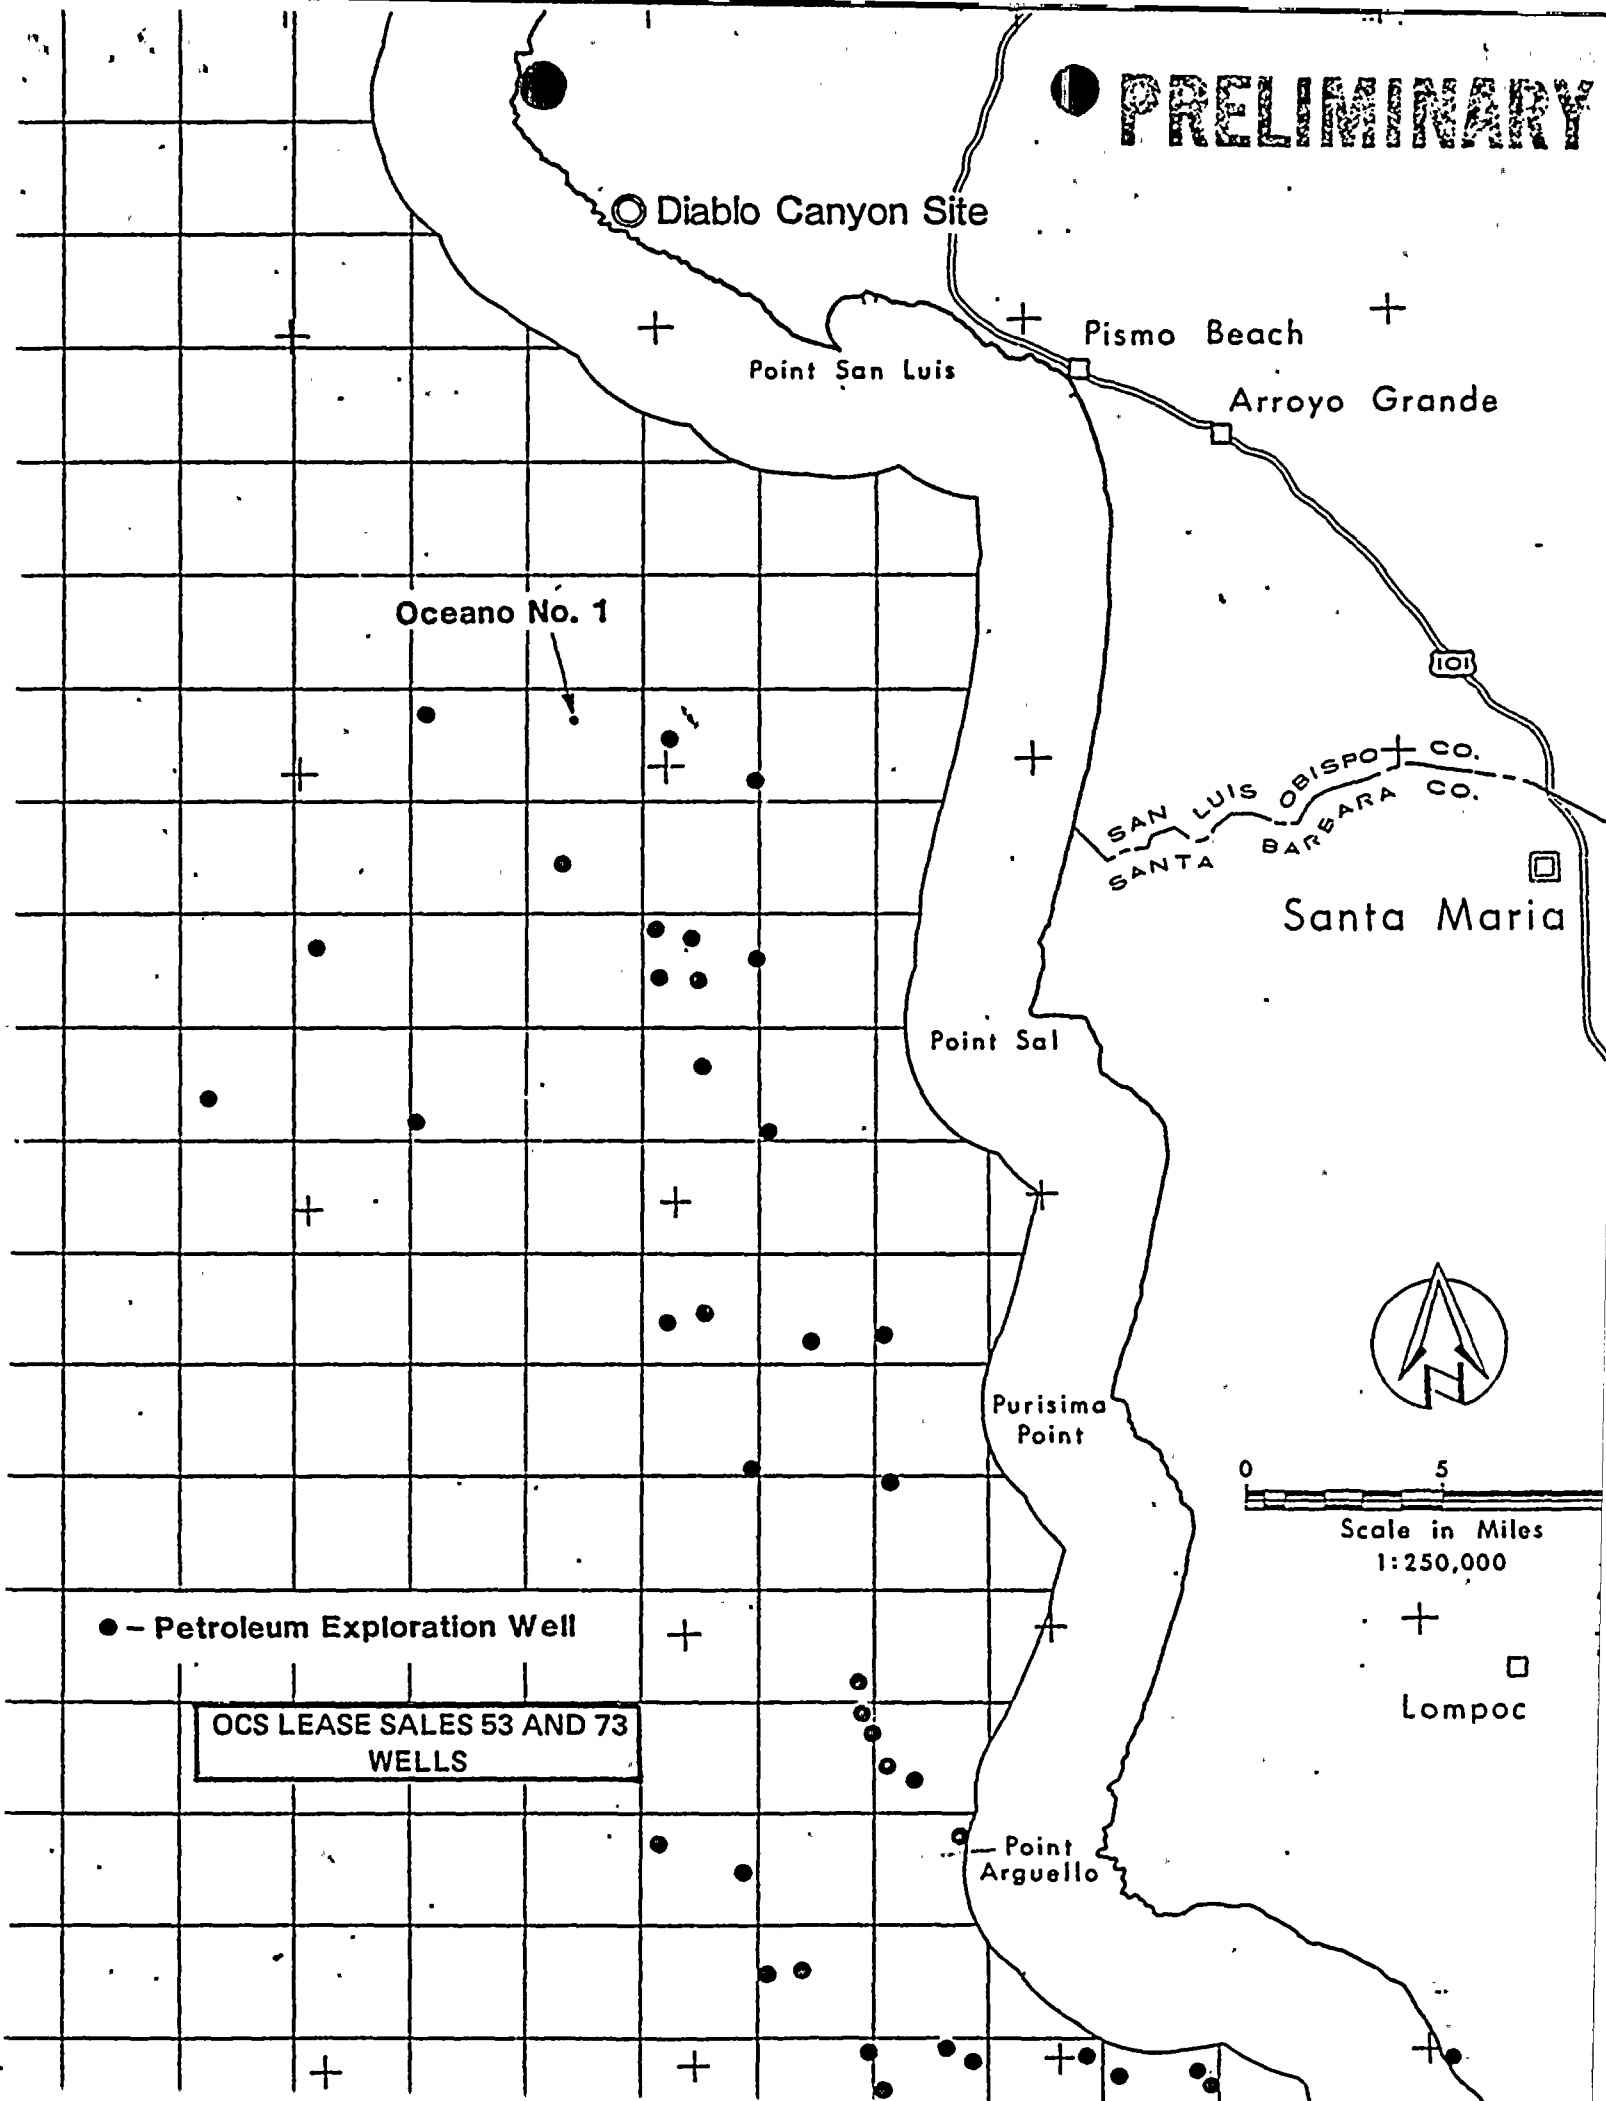 PRELIMINARY
Diablo Canyon Site
Pismo Beach
Point San Luis
Arroyo Grande
Oceano No. 1
101
SAN LUIS OBISPO CO.
SANTA BARBARA CO.
Santa Maria
Point Sal
N
Purisima
Point
0 5
Scale in Miles
1:250,000
– Petroleum Exploration Well
Lompoc
OCS LEASE SALES 53 AND 73
WELLS
Point
Arguello